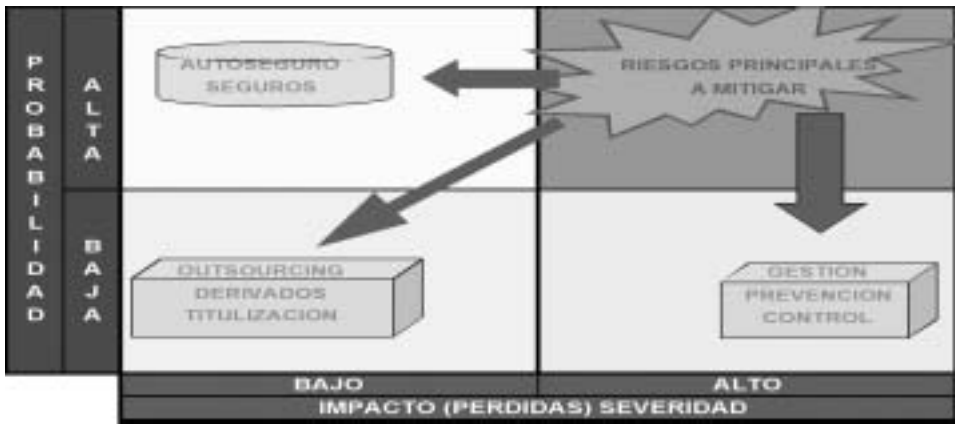 PROBABILIDAD
ALTA
AUTOSEGURO
SEGUROS
RIESGOS PRINCIPALES
A MITIGAR
BAJA
OUTSOURCING
DERIVADOS
TITULIZACION
GESTION
PREVENCION
CONTROL
BAJO
ALTO
IMPACTO (PERDIDAS) SEVERIDAD